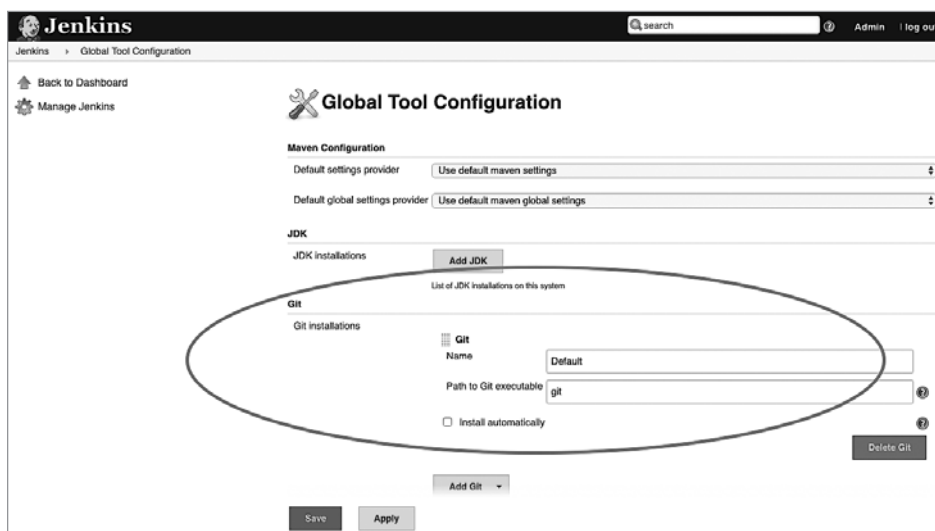 Jenkins
search
Admin
log ou
Jenkins
Global Tool Configuration
Back to Dashboard
Manage Jenkins
Global Tool Configuration
Maven Configuration
Default settings provider Use default maven settings
Default global settings provider Use default maven global settings
JDK
JDK installations Add JDK
List of JDK installations on this system
Git
Git installations
Git
Name Default
Path to Git executable git
Install automatically
Delete Git
Add Git
Save Apply